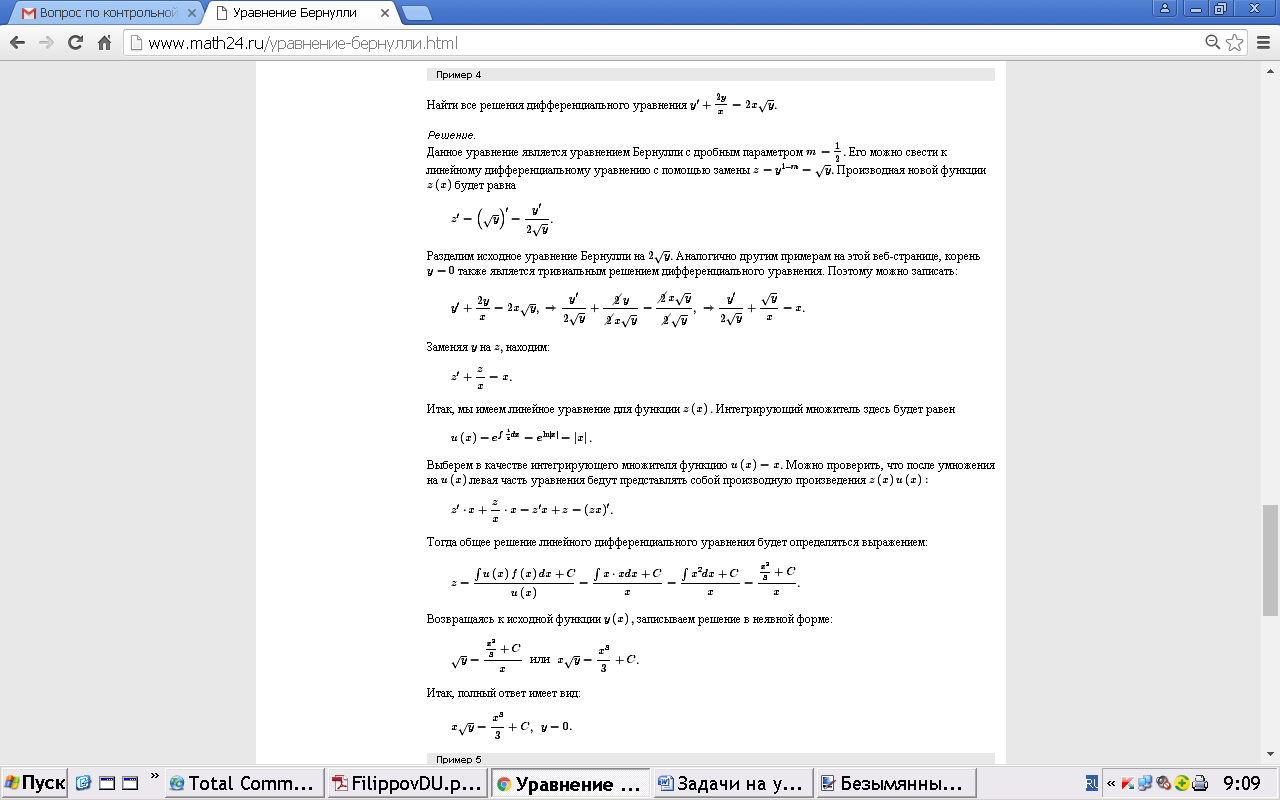 Вопрос по контрольной
Уравнение Бернулли
www.math24.ru/уравнение-бернулли.html
Пример 4
Найти все решения дифференциального уравнения y′ + 2y/x = 2x√y.
Решение.
Данное уравнение является уравнением Бернулли с дробным параметром m = 1/2. Его можно свести к
линейному дифференциальному уравнению с помощью замены z = y^(1−m) = √y. Производная новой функции
z (x) будет равна
z′ = (√y)′ = y′/(2√y).
Разделим исходное уравнение Бернулли на 2√y. Аналогично другим примерам на этой веб-странице, корень
y = 0 также является тривиальным решением дифференциального уравнения. Поэтому можно записать:
y′ + 2y/x = 2x√y, → y′/(2√y) + 2y/(2x√y) = 2x√y/(2√y), → y′/(2√y) + √y/x = x.
Заменяя y на z, находим:
z′ + z/x = x.
Итак, мы имеем линейное уравнение для функции z (x) . Интегрирующий множитель здесь будет равен
u (x) = e^(∫ 1/x dx) = e^(ln|x|) = |x| .
Выберем в качестве интегрирующего множителя функцию u (x) = x. Можно проверить, что после умножения
на u (x) левая часть уравнения бедут представлять собой производную произведения z (x) u (x) :
z′ · x + z/x · x = z′x + z = (zx)′.
Тогда общее решение линейного дифференциального уравнения будет определяться выражением:
z = (∫ u (x) f (x) dx + C)/u (x) = (∫ x · xdx + C)/x = (∫ x²dx + C)/x = (x³/3 + C)/x.
Возвращаясь к исходной функции y (x) , записываем решение в неявной форме:
√y = (x³/3 + C)/x или x√y = x³/3 + C.
Итак, полный ответ имеет вид:
x√y = x³/3 + C, y = 0.
Пример 5
Пуск
»
Total Comm...
FilippovDU.p...
Уравнение ...
Задачи на у...
Безымянны...
RU
«
9:09